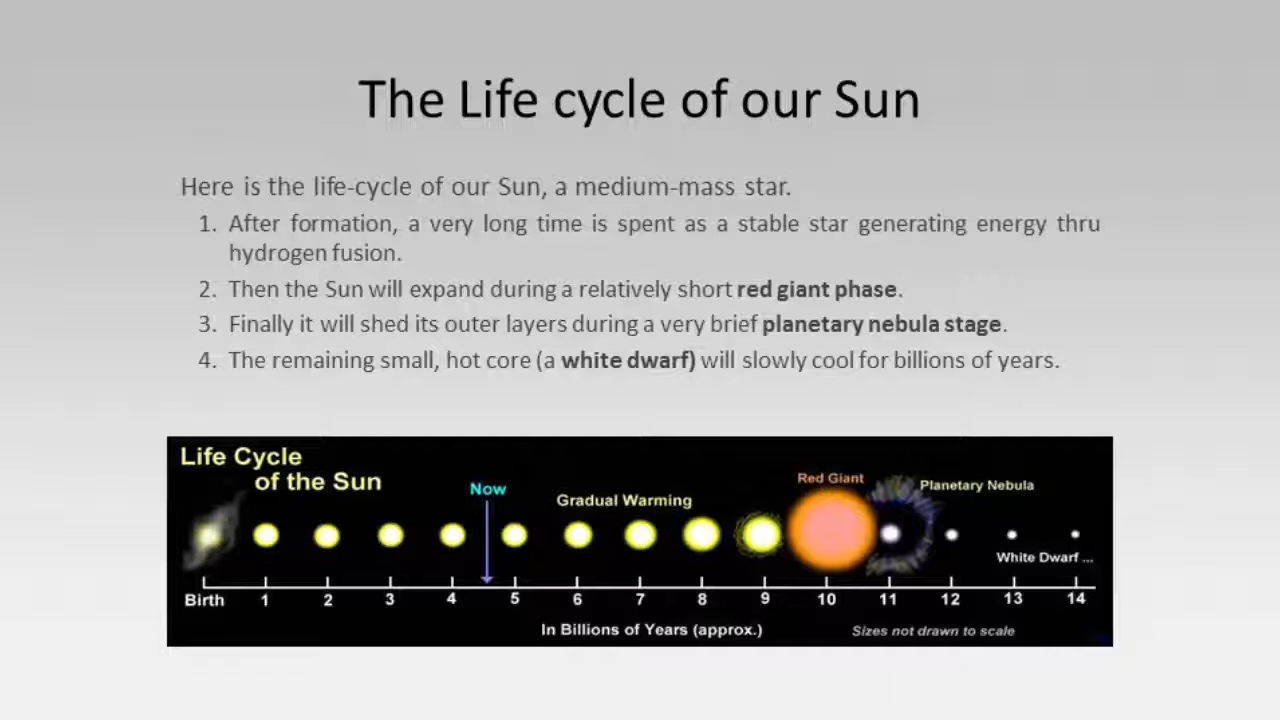 The Life cycle of our Sun
Here is the life-cycle of our Sun, a medium-mass star.
1. After formation, a very long time is spent as a stable star generating energy thru
hydrogen fusion.
2. Then the Sun will expand during a relatively short red giant phase.
3. Finally it will shed its outer layers during a very brief planetary nebula stage.
4. The remaining small, hot core (a white dwarf) will slowly cool for billions of years.
Life Cycle
of the Sun
Now
Gradual Warming
Red Giant
Planetary Nebula
White Dwarf ...
Birth 1 2 3 4 5 6 7 8 9 10 11 12 13 14
In Billions of Years (approx.)
Sizes not drawn to scale